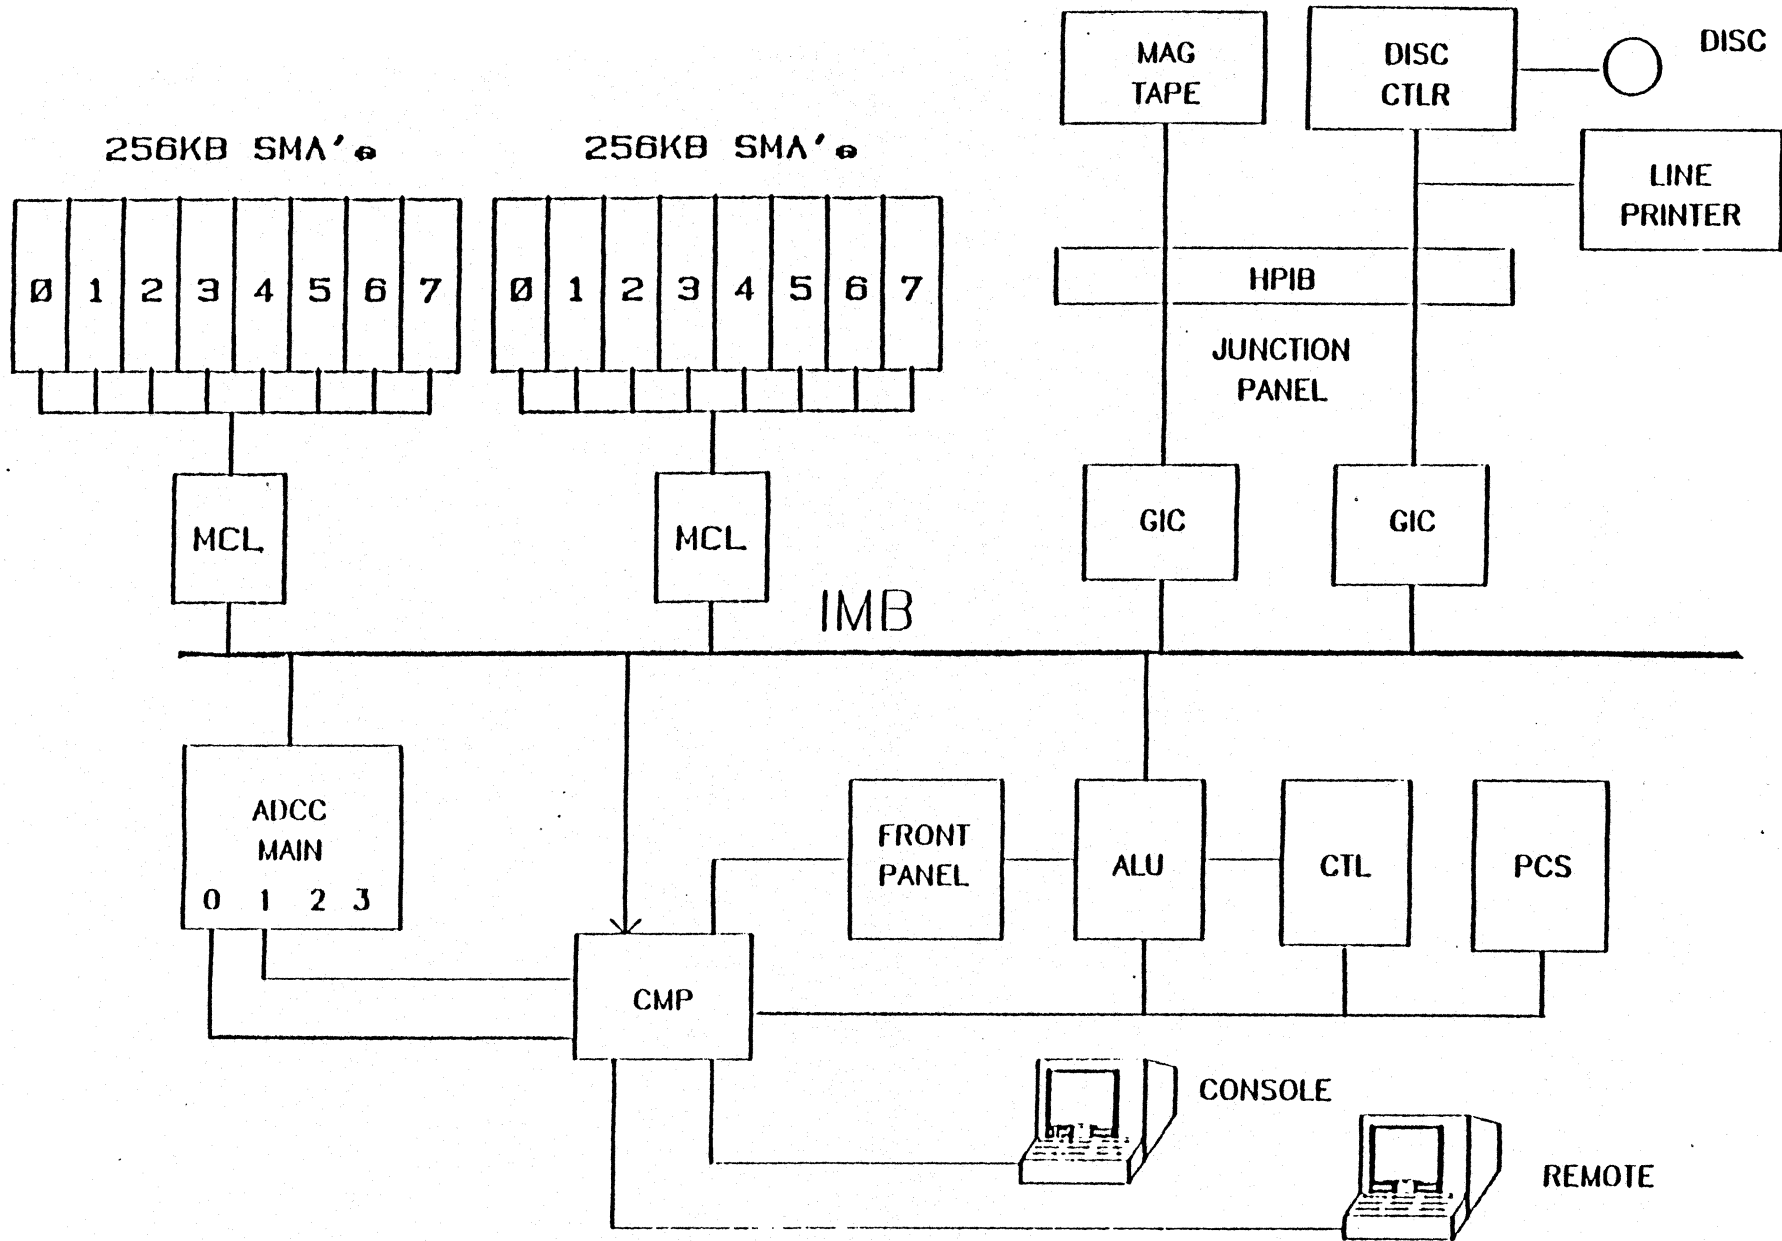 MAG
TAPE
DISC
CTLR
DISC
256KB SMA's
256KB SMA's
LINE
PRINTER
0 1 2 3 4 5 6 7
0 1 2 3 4 5 6 7
HPIB
JUNCTION
PANEL
MCL
MCL
GIC
GIC
IMB
ADCC
MAIN
0 1 2 3
FRONT
PANEL
ALU
CTL
PCS
CMP
CONSOLE
REMOTE